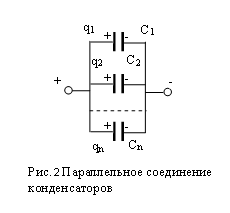 q1 + - C1
q2 + - C2
+ -
+ -
qn Cn
Рис. 2 Параллельное соединение
конденсаторов